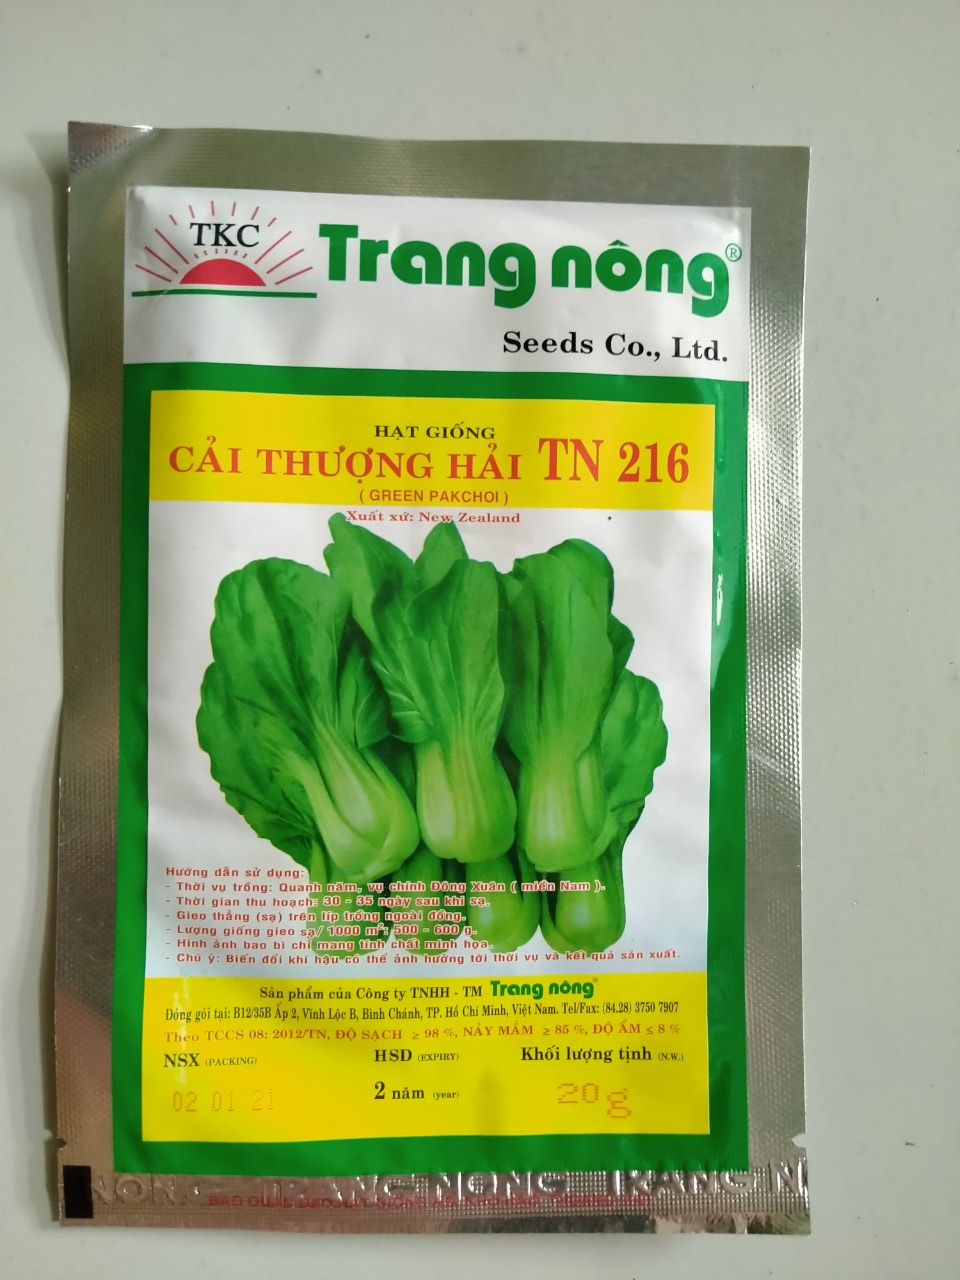 TKC
Trang nông®
Seeds Co., Ltd.
HẠT GIỐNG
CẢI THƯỢNG HẢI TN 216
( GREEN PAKCHOI )
Xuất xứ: New Zealand
Hướng dẫn sử dụng:
- Thời vụ trồng: Quanh năm, vụ chính Đông Xuân ( miền Nam ).
- Thời gian thu hoạch: 30 - 35 ngày sau khi sạ.
- Gieo thẳng (sạ) trên líp trồng ngoài đồng.
- Lượng giống gieo sạ/ 1000 m²: 500 - 600 g.
- Hình ảnh bao bì chỉ mang tính chất minh họa.
- Chú ý: Biến đổi khí hậu có thể ảnh hưởng tới thời vụ và kết quả sản xuất.
Sản phẩm của Công ty TNHH - TM Trang nông®
Đóng gói tại: B12/35B Ấp 2, Vĩnh Lộc B, Bình Chánh, TP. Hồ Chí Minh, Việt Nam. Tel/Fax: (84.28) 3750 7907
Theo TCCS 08: 2012/TN, ĐỘ SẠCH ≥ 98 %, NẢY MẦM ≥ 85 %, ĐỘ ẨM ≤ 8 %
NSX (PACKING) HSD (EXPIRY) Khối lượng tịnh (N.W.)
02 01 21 2 năm (year) 20g
NÔNG TRANG NÔNG TRANG N